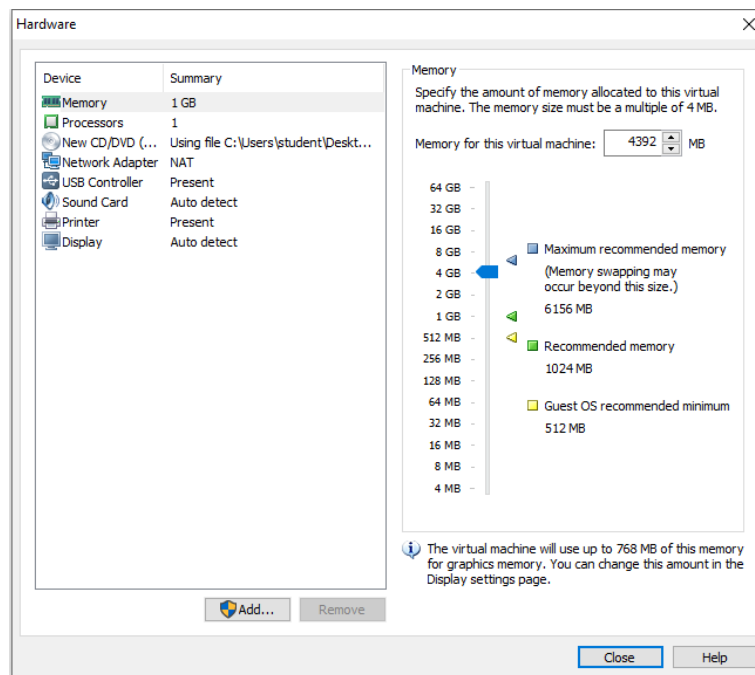 Hardware
Device Summary
Memory 1 GB
Processors 1
New CD/DVD (... Using file C:\Users\student\Deskt...
Network Adapter NAT
USB Controller Present
Sound Card Auto detect
Printer Present
Display Auto detect
Add... Remove
Memory
Specify the amount of memory allocated to this virtual
machine. The memory size must be a multiple of 4 MB.
Memory for this virtual machine: 4392 MB
64 GB
32 GB
16 GB
8 GB
4 GB
2 GB
1 GB
512 MB
256 MB
128 MB
64 MB
32 MB
16 MB
8 MB
4 MB
Maximum recommended memory
(Memory swapping may
occur beyond this size.)
6156 MB
Recommended memory
1024 MB
Guest OS recommended minimum
512 MB
The virtual machine will use up to 768 MB of this memory
for graphics memory. You can change this amount in the
Display settings page.
Close Help